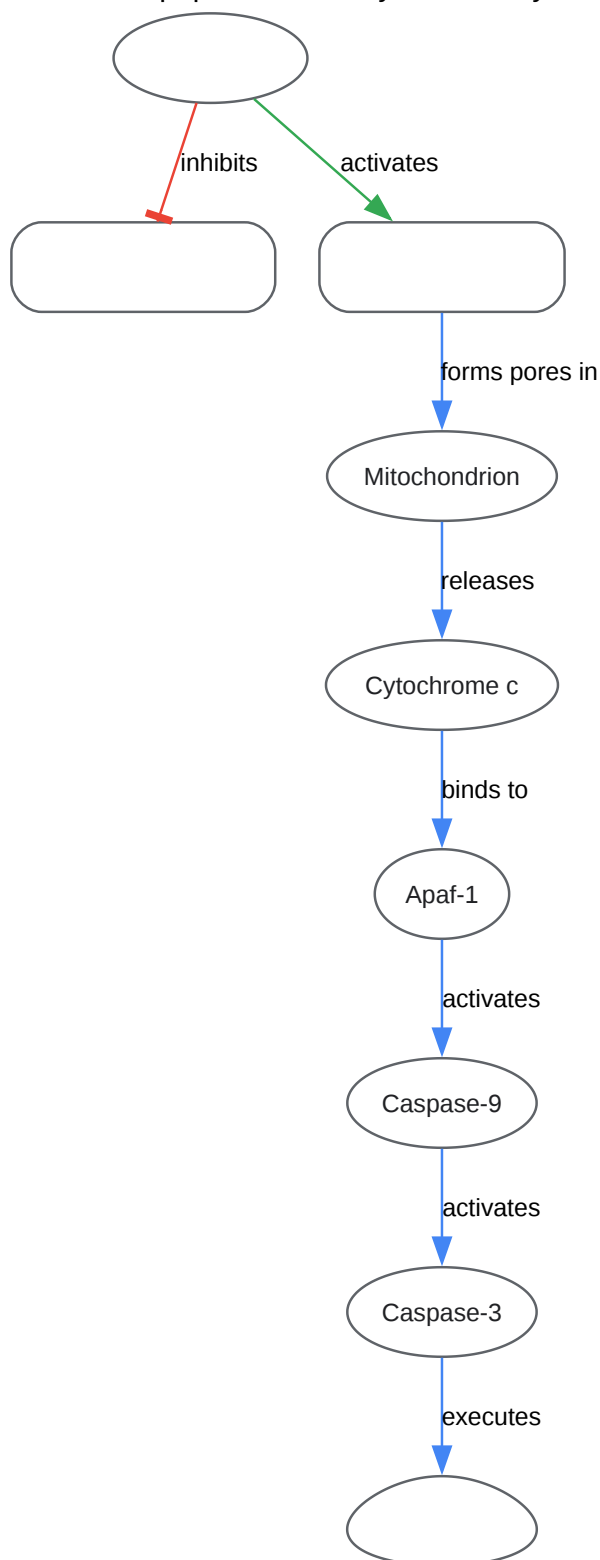 inhibits
activates
forms pores in
Mitochondrion
releases
Cytochrome c
binds to
Apaf-1
activates
Caspase-9
activates
Caspase-3
executes